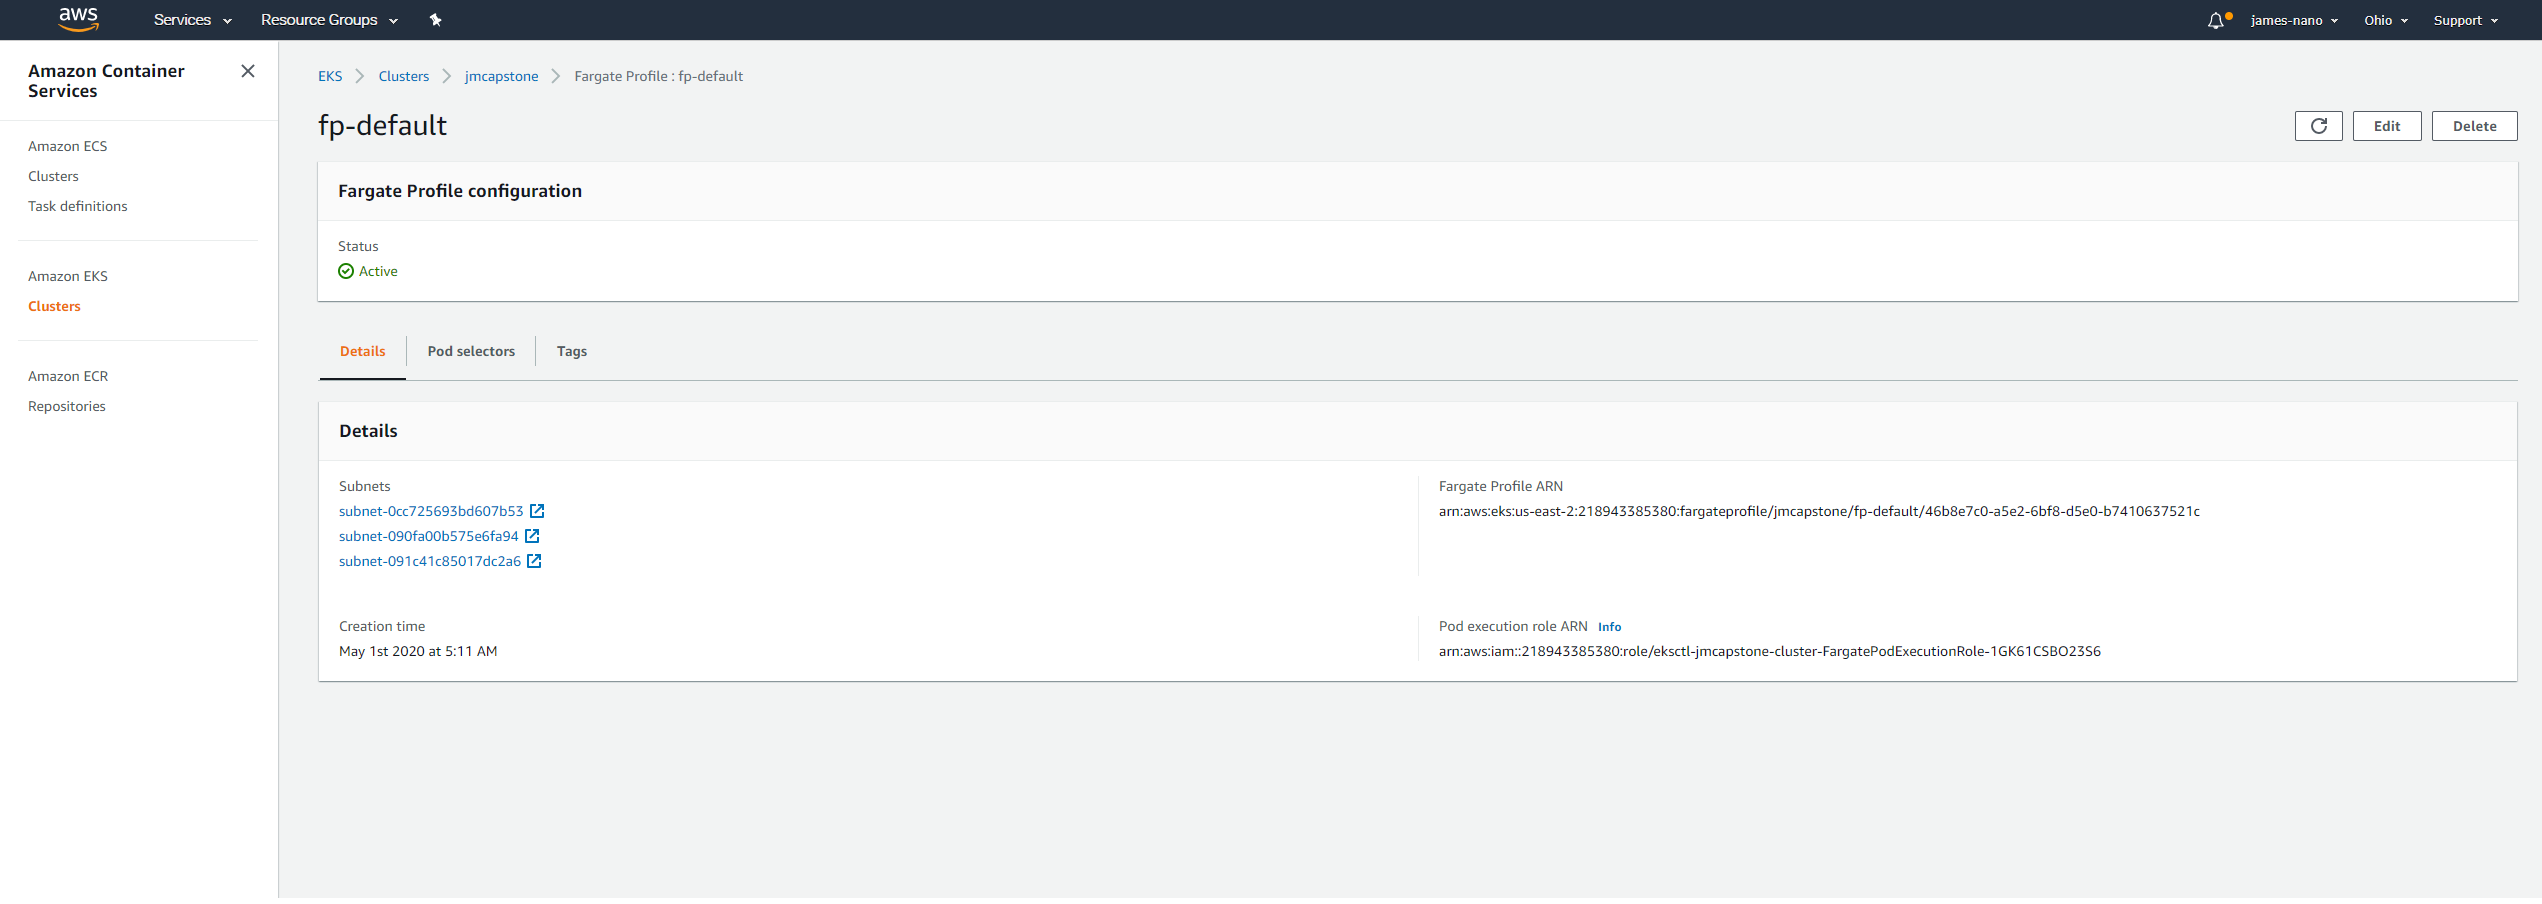 aws
Services
Resource Groups
james-nano
Ohio
Support
Amazon Container
Services
Amazon ECS
Clusters
Task definitions
Amazon EKS
Clusters
Amazon ECR
Repositories
EKS
Clusters
jmcapstone
Fargate Profile : fp-default
fp-default
Edit
Delete
Fargate Profile configuration
Status
Active
Details
Pod selectors
Tags
Details
Subnets
subnet-0cc725693bd607b53
subnet-090fa00b575e6fa94
subnet-091c41c85017dc2a6
Fargate Profile ARN
arn:aws:eks:us-east-2:218943385380:fargateprofile/jmcapstone/fp-default/46b8e7c0-a5e2-6bf8-d5e0-b7410637521c
Creation time
May 1st 2020 at 5:11 AM
Pod execution role ARN Info
arn:aws:iam::218943385380:role/eksctl-jmcapstone-cluster-FargatePodExecutionRole-1GK61CSBO23S6